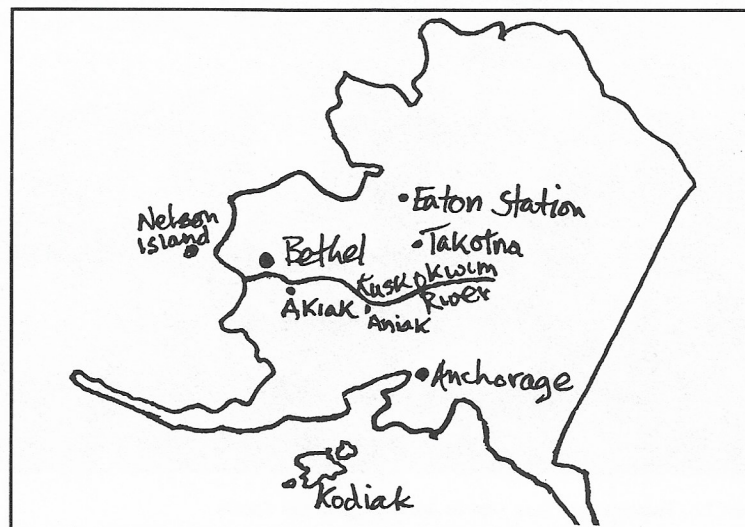 Eaton Station
Nelson
Island
Takotna
Bethel
Kuskokwim
River
Akiak
Aniak
Anchorage
Kodiak